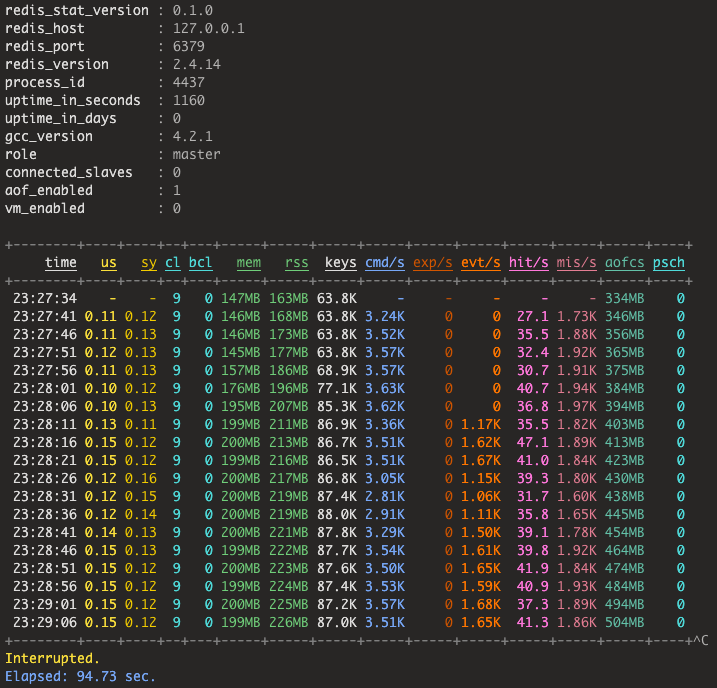 redis_stat_version : 0.1.0
redis_host : 127.0.0.1
redis_port : 6379
redis_version : 2.4.14
process_id : 4437
uptime_in_seconds : 1160
uptime_in_days : 0
gcc_version : 4.2.1
role : master
connected_slaves : 0
aof_enabled : 1
vm_enabled : 0
+--------+----+----+--+---+-----+-----+-----+-----+-----+-----+-----+-----+-----+----+
time us sy cl bcl mem rss keys cmd/s exp/s evt/s hit/s mis/s aofcs psch
+--------+----+----+--+---+-----+-----+-----+-----+-----+-----+-----+-----+-----+----+
23:27:34 - - 9 0 147MB 163MB 63.8K - - - - - 334MB 0
23:27:41 0.11 0.12 9 0 146MB 168MB 63.8K 3.24K 0 0 27.1 1.73K 346MB 0
23:27:46 0.11 0.13 9 0 146MB 173MB 63.8K 3.52K 0 0 35.5 1.88K 356MB 0
23:27:51 0.12 0.13 9 0 145MB 177MB 63.8K 3.57K 0 0 32.4 1.92K 365MB 0
23:27:56 0.11 0.13 9 0 157MB 186MB 68.9K 3.57K 0 0 30.7 1.91K 375MB 0
23:28:01 0.10 0.12 9 0 176MB 196MB 77.1K 3.63K 0 0 40.7 1.94K 384MB 0
23:28:06 0.10 0.13 9 0 195MB 207MB 85.3K 3.62K 0 0 36.8 1.97K 394MB 0
23:28:11 0.13 0.11 9 0 199MB 211MB 86.9K 3.36K 0 1.17K 35.5 1.82K 403MB 0
23:28:16 0.15 0.12 9 0 200MB 213MB 86.7K 3.51K 0 1.62K 47.1 1.89K 413MB 0
23:28:21 0.15 0.12 9 0 199MB 216MB 86.5K 3.51K 0 1.67K 41.0 1.84K 423MB 0
23:28:26 0.12 0.16 9 0 200MB 217MB 86.8K 3.05K 0 1.15K 39.3 1.80K 430MB 0
23:28:31 0.12 0.15 9 0 200MB 219MB 87.4K 2.81K 0 1.06K 31.7 1.60K 438MB 0
23:28:36 0.12 0.14 9 0 200MB 219MB 88.0K 2.91K 0 1.11K 35.8 1.65K 445MB 0
23:28:41 0.14 0.13 9 0 200MB 221MB 87.8K 3.29K 0 1.50K 39.1 1.78K 454MB 0
23:28:46 0.15 0.13 9 0 199MB 222MB 87.7K 3.54K 0 1.61K 39.8 1.92K 464MB 0
23:28:51 0.15 0.12 9 0 200MB 223MB 87.6K 3.50K 0 1.65K 41.9 1.84K 474MB 0
23:28:56 0.15 0.12 9 0 199MB 224MB 87.4K 3.53K 0 1.59K 40.9 1.93K 484MB 0
23:29:01 0.15 0.12 9 0 200MB 225MB 87.2K 3.57K 0 1.68K 37.3 1.89K 494MB 0
23:29:06 0.15 0.12 9 0 199MB 226MB 87.0K 3.51K 0 1.65K 41.3 1.86K 504MB 0
+--------+----+----+--+---+-----+-----+-----+-----+-----+-----+-----+-----+-----+----+^C
Interrupted.
Elapsed: 94.73 sec.